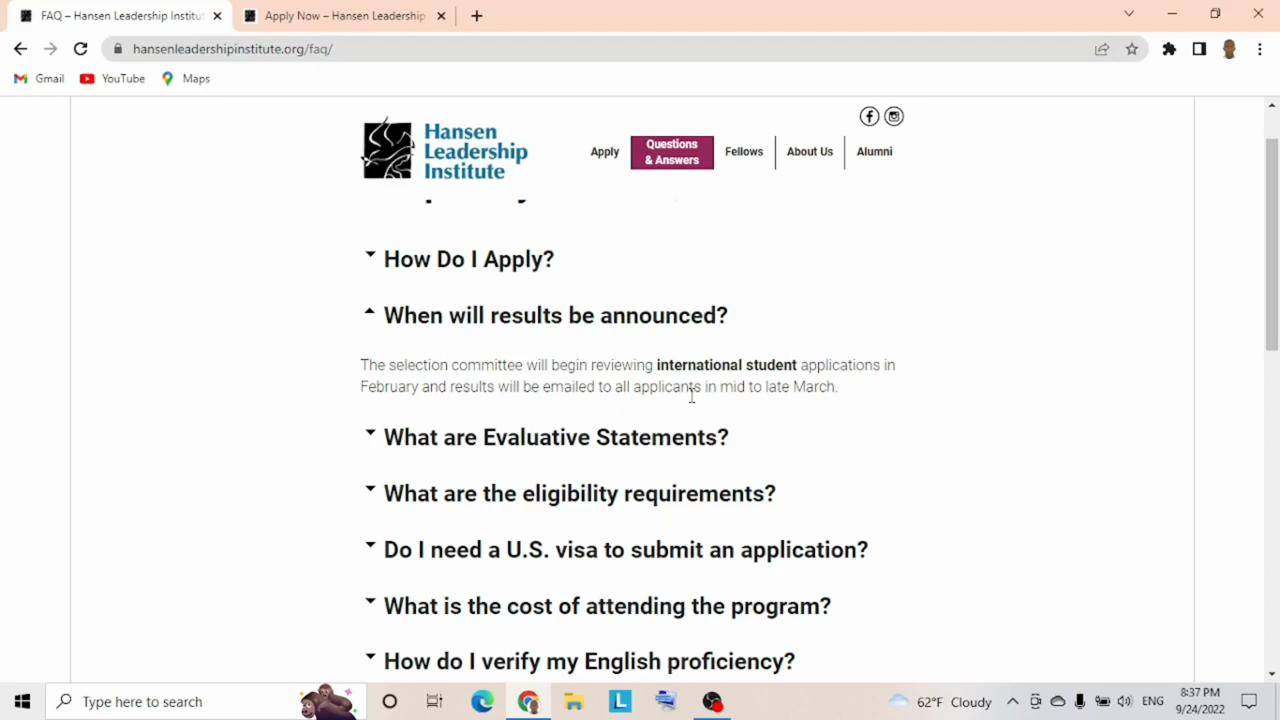 FAQ – Hansen Leadership Institut
Apply Now – Hansen Leadership
hansenleadershipinstitute.org/faq/
Gmail
YouTube
Maps
Hansen
Leadership
Institute
Apply
Questions
& Answers
Fellows
About Us
Alumni
How Do I Apply?
When will results be announced?
The selection committee will begin reviewing international student applications in
February and results will be emailed to all applicants in mid to late March.
What are Evaluative Statements?
What are the eligibility requirements?
Do I need a U.S. visa to submit an application?
What is the cost of attending the program?
How do I verify my English proficiency?
Type here to search
L
62°F Cloudy
ENG
8:37 PM
9/24/2022